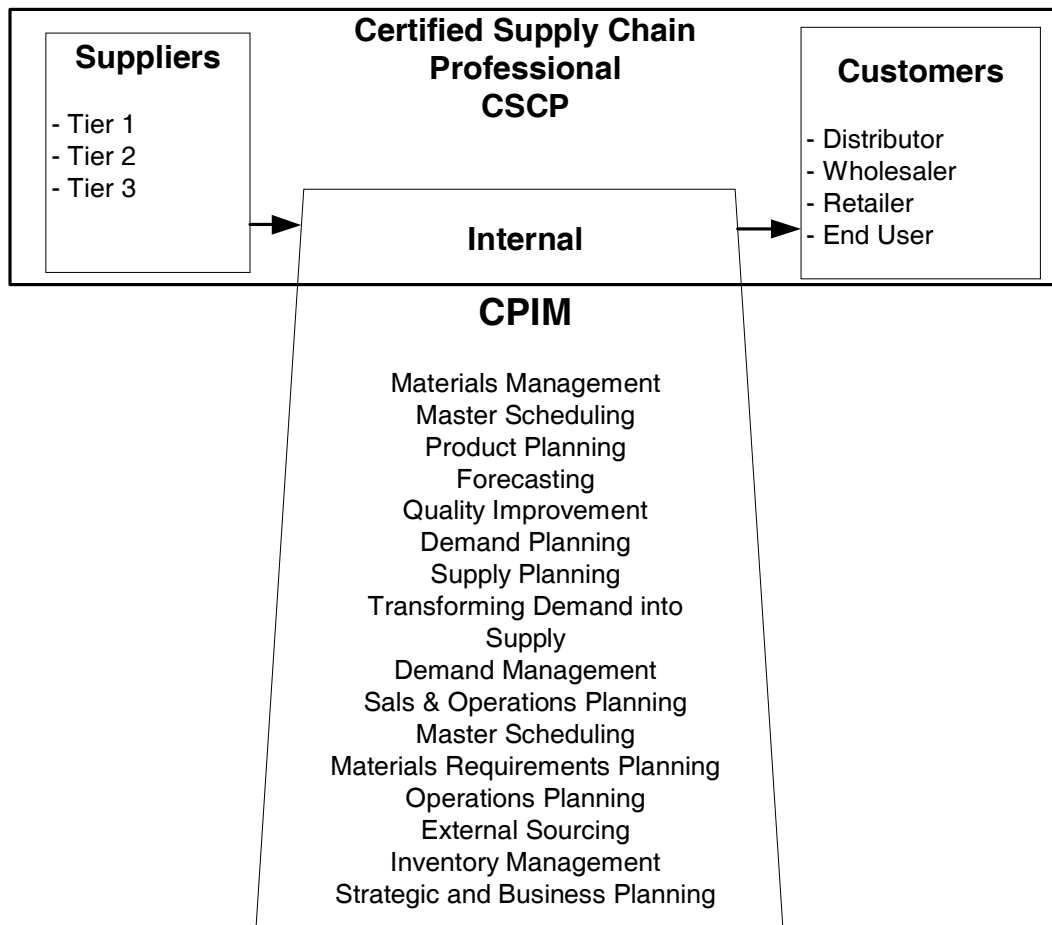 Suppliers
- Tier 1
- Tier 2
- Tier 3
Certified Supply Chain
Professional
CSCP
Customers
- Distributor
- Wholesaler
- Retailer
- End User
Internal
CPIM
Materials Management
Master Scheduling
Product Planning
Forecasting
Quality Improvement
Demand Planning
Supply Planning
Transforming Demand into
Supply
Demand Management
Sals & Operations Planning
Master Scheduling
Materials Requirements Planning
Operations Planning
External Sourcing
Inventory Management
Strategic and Business Planning